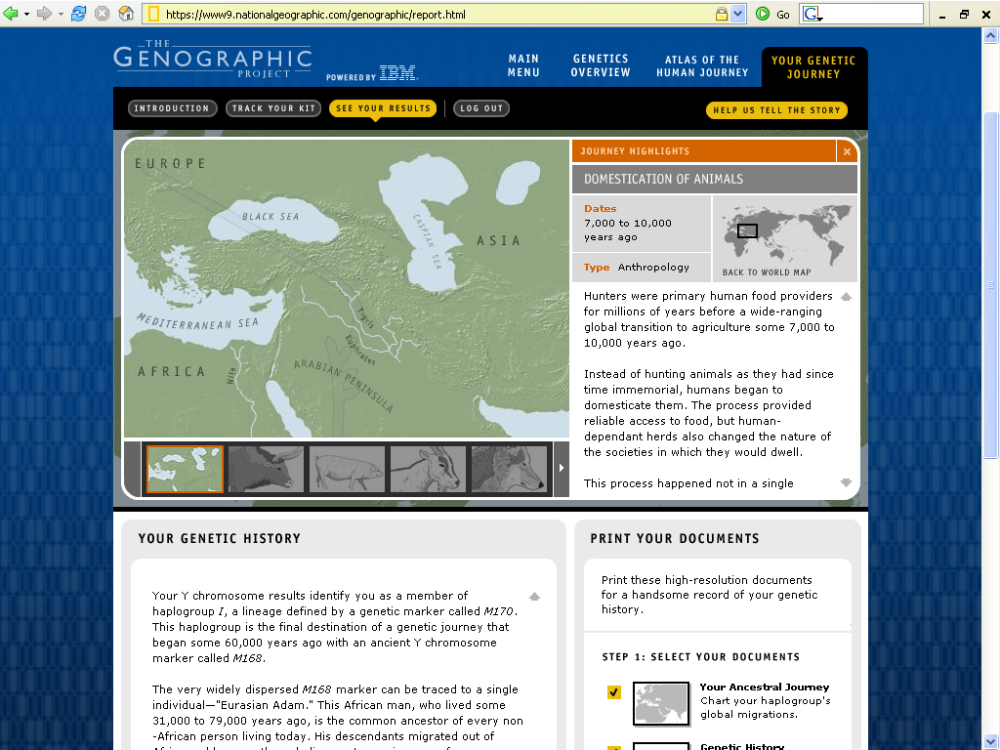 https://www9.nationalgeographic.com/genographic/report.html
Go
G
THE
GENOGRAPHIC
PROJECT
POWERED BY IBM
MAIN
MENU
GENETICS
OVERVIEW
ATLAS OF THE
HUMAN JOURNEY
YOUR GENETIC
JOURNEY
INTRODUCTION
TRACK YOUR KIT
SEE YOUR RESULTS
LOG OUT
HELP US TELL THE STORY
EUROPE
BLACK SEA
CASPIAN SEA
ASIA
MEDITERRANEAN SEA
Tigris
Euphrates
AFRICA
Nile
ARABIAN PENINSULA
JOURNEY HIGHLIGHTS
DOMESTICATION OF ANIMALS
Dates
7,000 to 10,000
years ago
Type Anthropology
BACK TO WORLD MAP
Hunters were primary human food providers
for millions of years before a wide-ranging
global transition to agriculture some 7,000 to
10,000 years ago.
Instead of hunting animals as they had since
time immemorial, humans began to
domesticate them. The process provided
reliable access to food, but human-
dependant herds also changed the nature of
the societies in which they would dwell.
This process happened not in a single
YOUR GENETIC HISTORY
Your Y chromosome results identify you as a member of
haplogroup I, a lineage defined by a genetic marker called M170.
This haplogroup is the final destination of a genetic journey that
began some 60,000 years ago with an ancient Y chromosome
marker called M168.
The very widely dispersed M168 marker can be traced to a single
individual—"Eurasian Adam." This African man, who lived some
31,000 to 79,000 years ago, is the common ancestor of every non
-African person living today. His descendants migrated out of
PRINT YOUR DOCUMENTS
Print these high-resolution documents
for a handsome record of your genetic
history.
STEP 1: SELECT YOUR DOCUMENTS
Your Ancestral Journey
Chart your haplogroup's
global migrations.
Genetic History